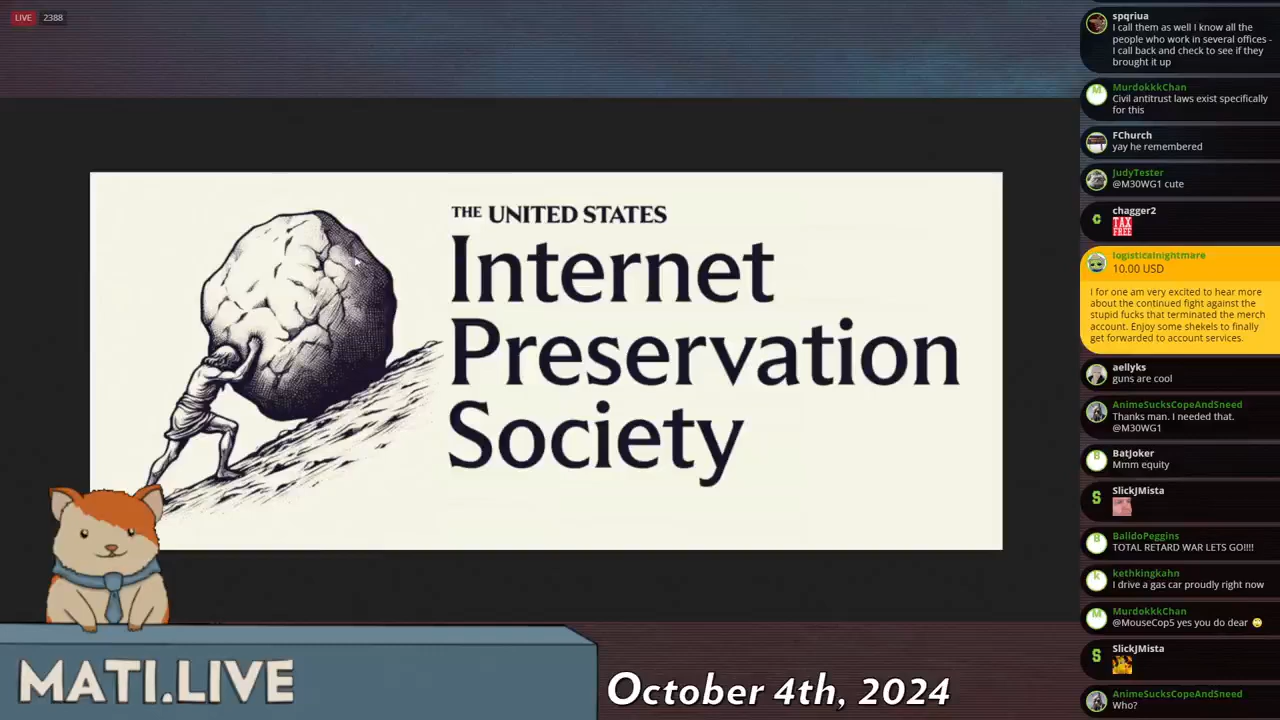 LIVE 2388
THE UNITED STATES
Internet
Preservation
Society
MATI.LIVE
October 4th, 2024
spqriua
I call them as well I know all the
people who work in several offices -
I call back and check to see if they
brought it up
MurdokkkChan
Civil antitrust laws exist specifically
for this
FChurch
yay he remembered
JudyTester
@M30WG1 cute
chagger2
TAX
FREE
logisticalnightmare
10.00 USD
I for one am very excited to hear more
about the continued fight against the
stupid fucks that terminated the merch
account. Enjoy some shekels to finally
get forwarded to account services.
aellyks
guns are cool
AnimeSucksCopeAndSneed
Thanks man. I needed that.
@M30WG1
BatJoker
Mmm equity
SlickJMista
BalldoPeggins
TOTAL RETARD WAR LETS GO!!!!
kethkingkahn
I drive a gas car proudly right now
MurdokkkChan
@MouseCop5 yes you do dear
SlickJMista
AnimeSucksCopeAndSneed
Who?